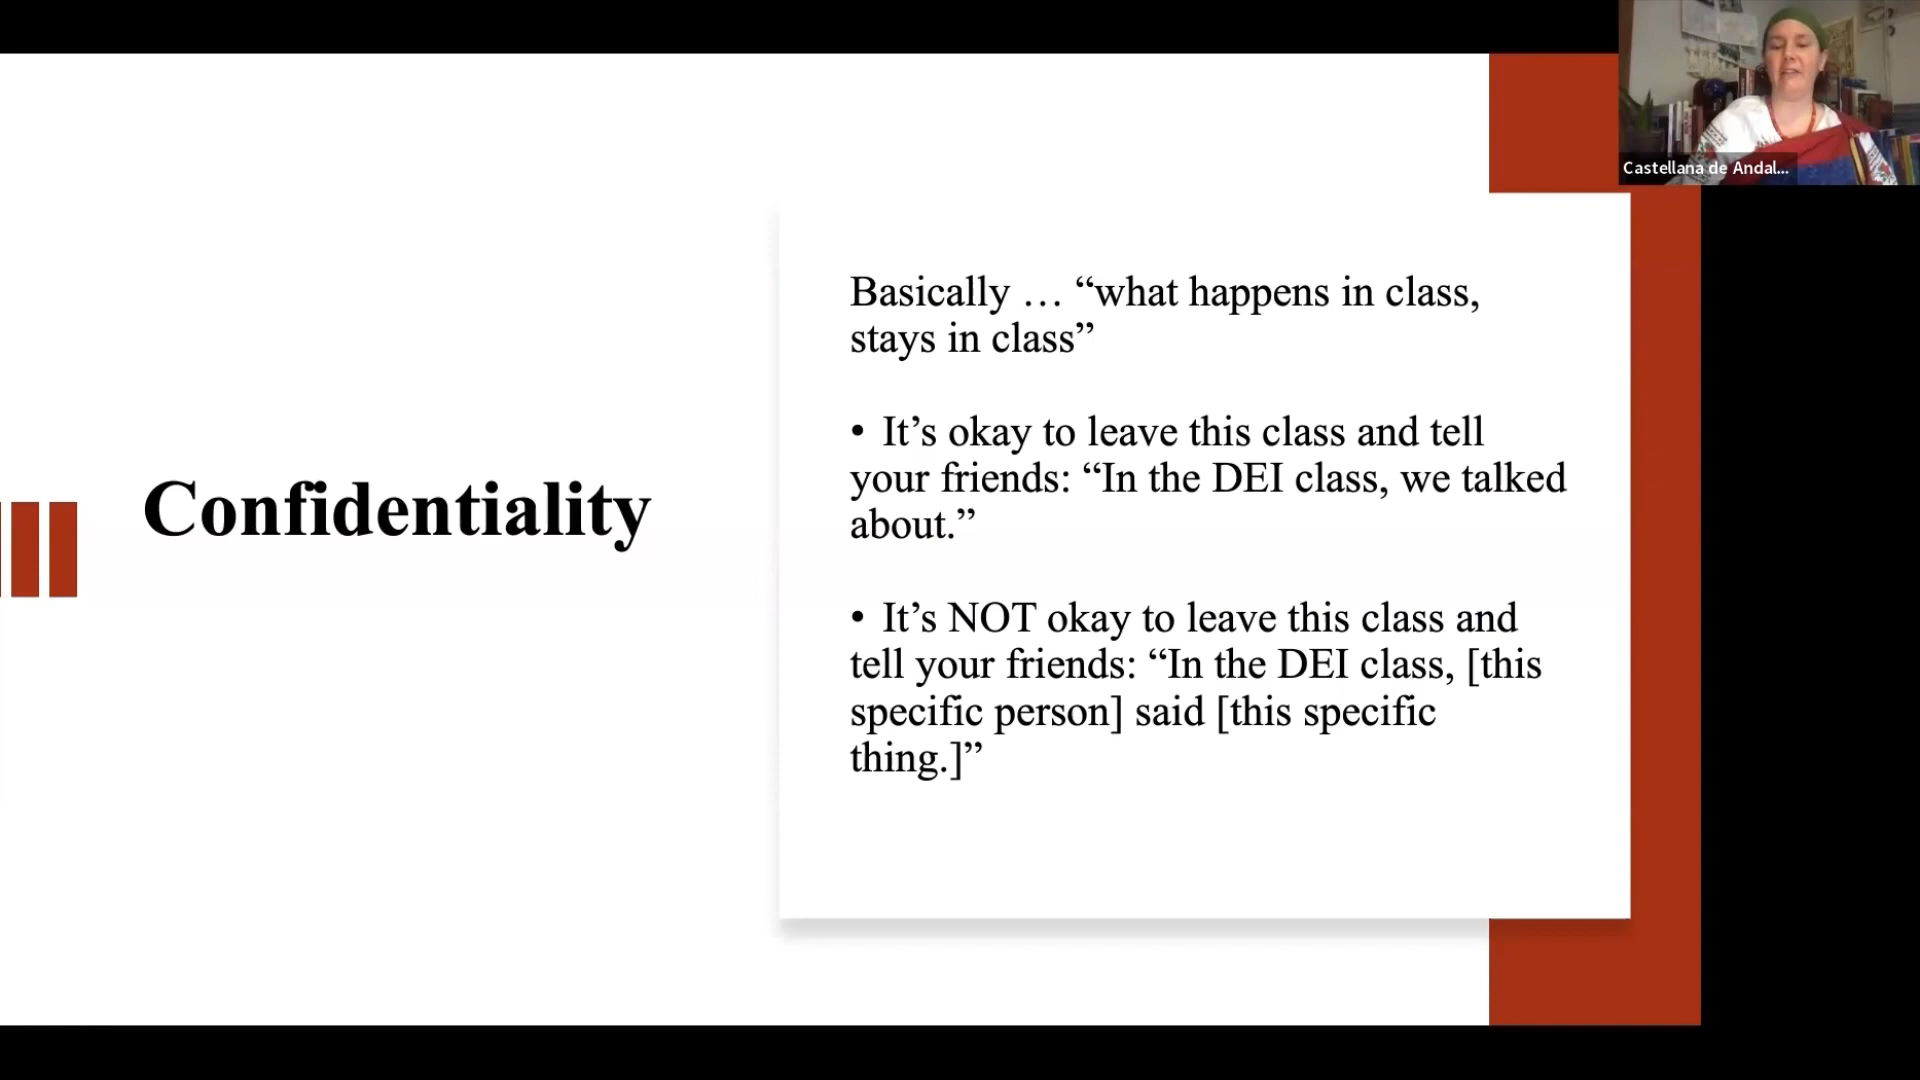 Castellana de Andal...
Confidentiality
Basically … “what happens in class,
stays in class”
• It’s okay to leave this class and tell
your friends: “In the DEI class, we talked
about.”
• It’s NOT okay to leave this class and
tell your friends: “In the DEI class, [this
specific person] said [this specific
thing.]”